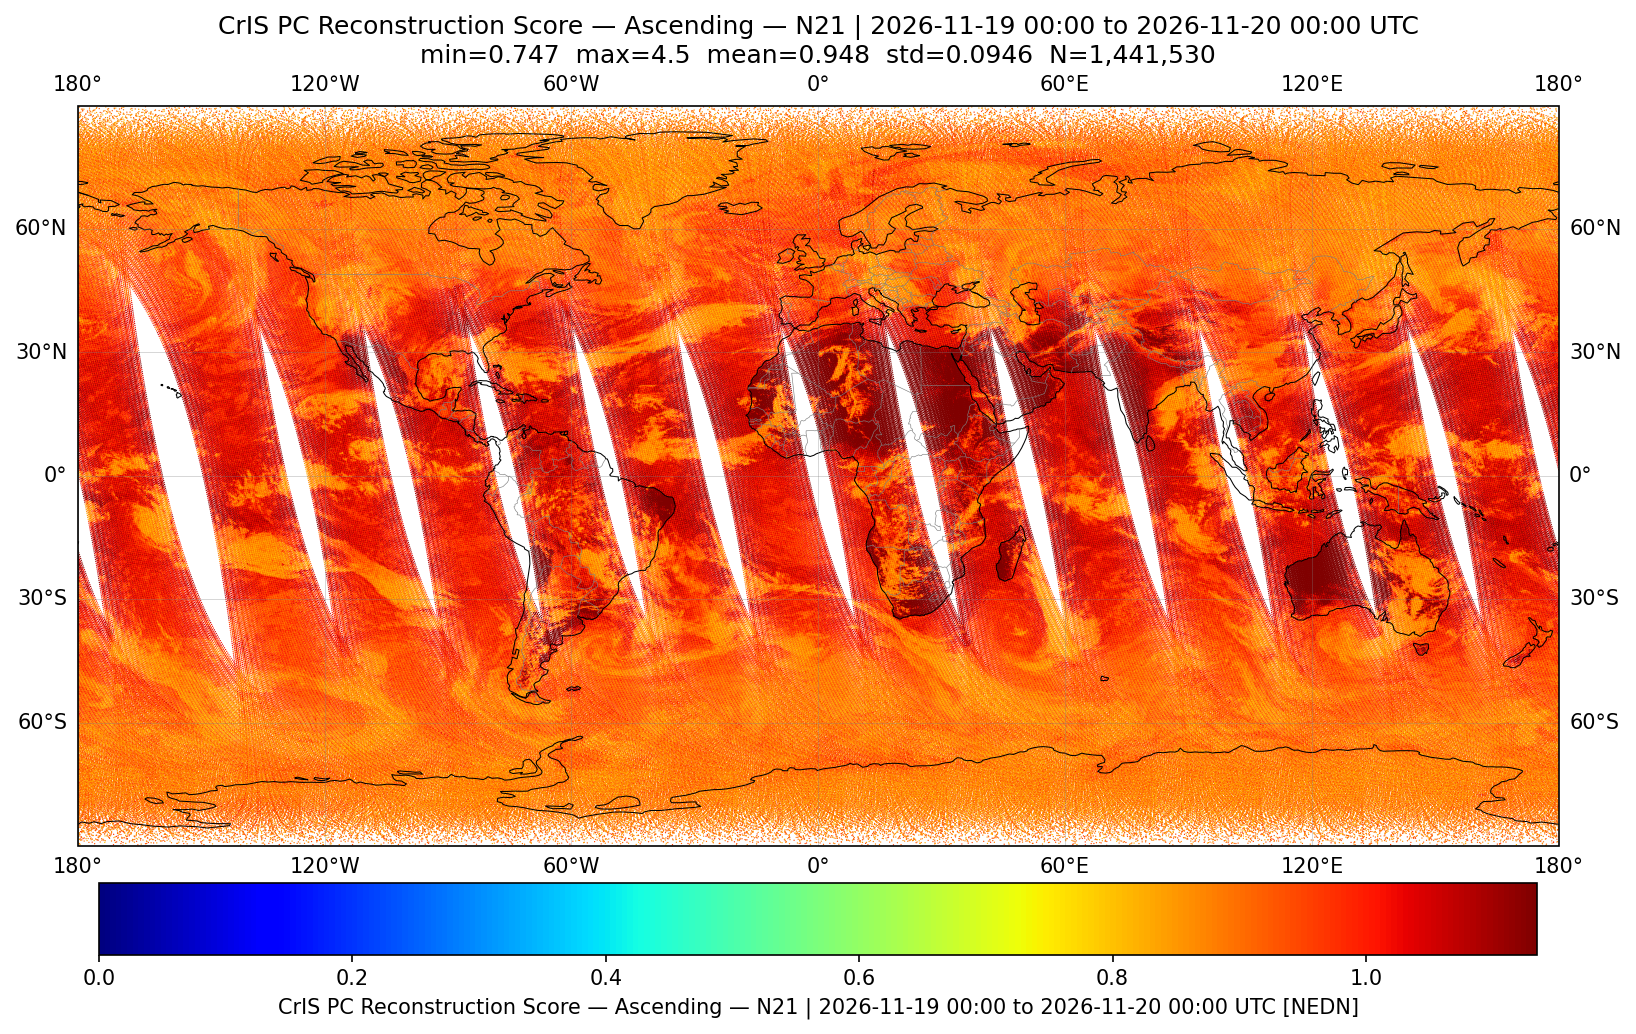 CrIS PC Reconstruction Score — Ascending — N21 | 2026-11-19 00:00 to 2026-11-20 00:00 UTC
min=0.747 max=4.5 mean=0.948 std=0.0946 N=1,441,530
180° 120°W 60°W 0° 60°E 120°E 180°
60°N 60°N
30°N 30°N
0° 0°
30°S 30°S
60°S 60°S
180° 120°W 60°W 0° 60°E 120°E 180°
0.0 0.2 0.4 0.6 0.8 1.0
CrIS PC Reconstruction Score — Ascending — N21 | 2026-11-19 00:00 to 2026-11-20 00:00 UTC [NEDN]